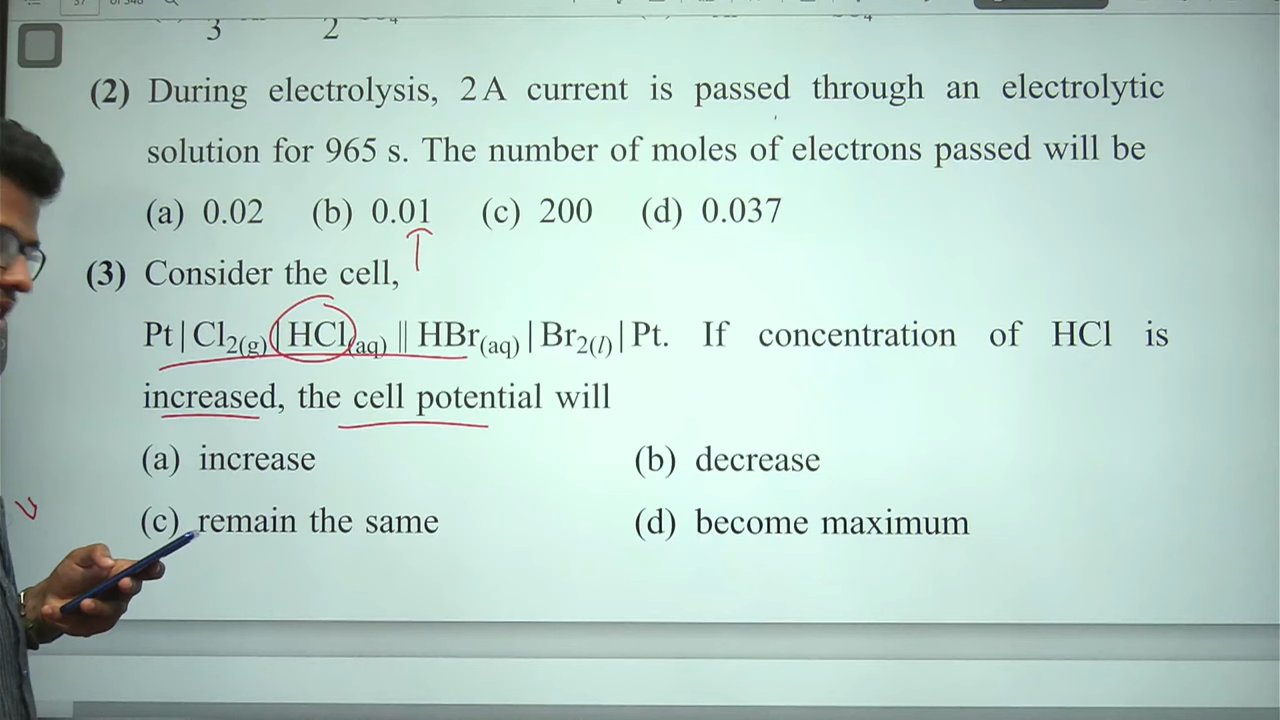 3 2
(2) During electrolysis, 2 A current is passed through an electrolytic
solution for 965 s. The number of moles of electrons passed will be
(a) 0.02 (b) 0.01 (c) 200 (d) 0.037
(3) Consider the cell,
Pt | Cl₂(g) | HCl(aq) || HBr(aq) | Br₂(l) | Pt. If concentration of HCl is
increased, the cell potential will
(a) increase (b) decrease
(c) remain the same (d) become maximum